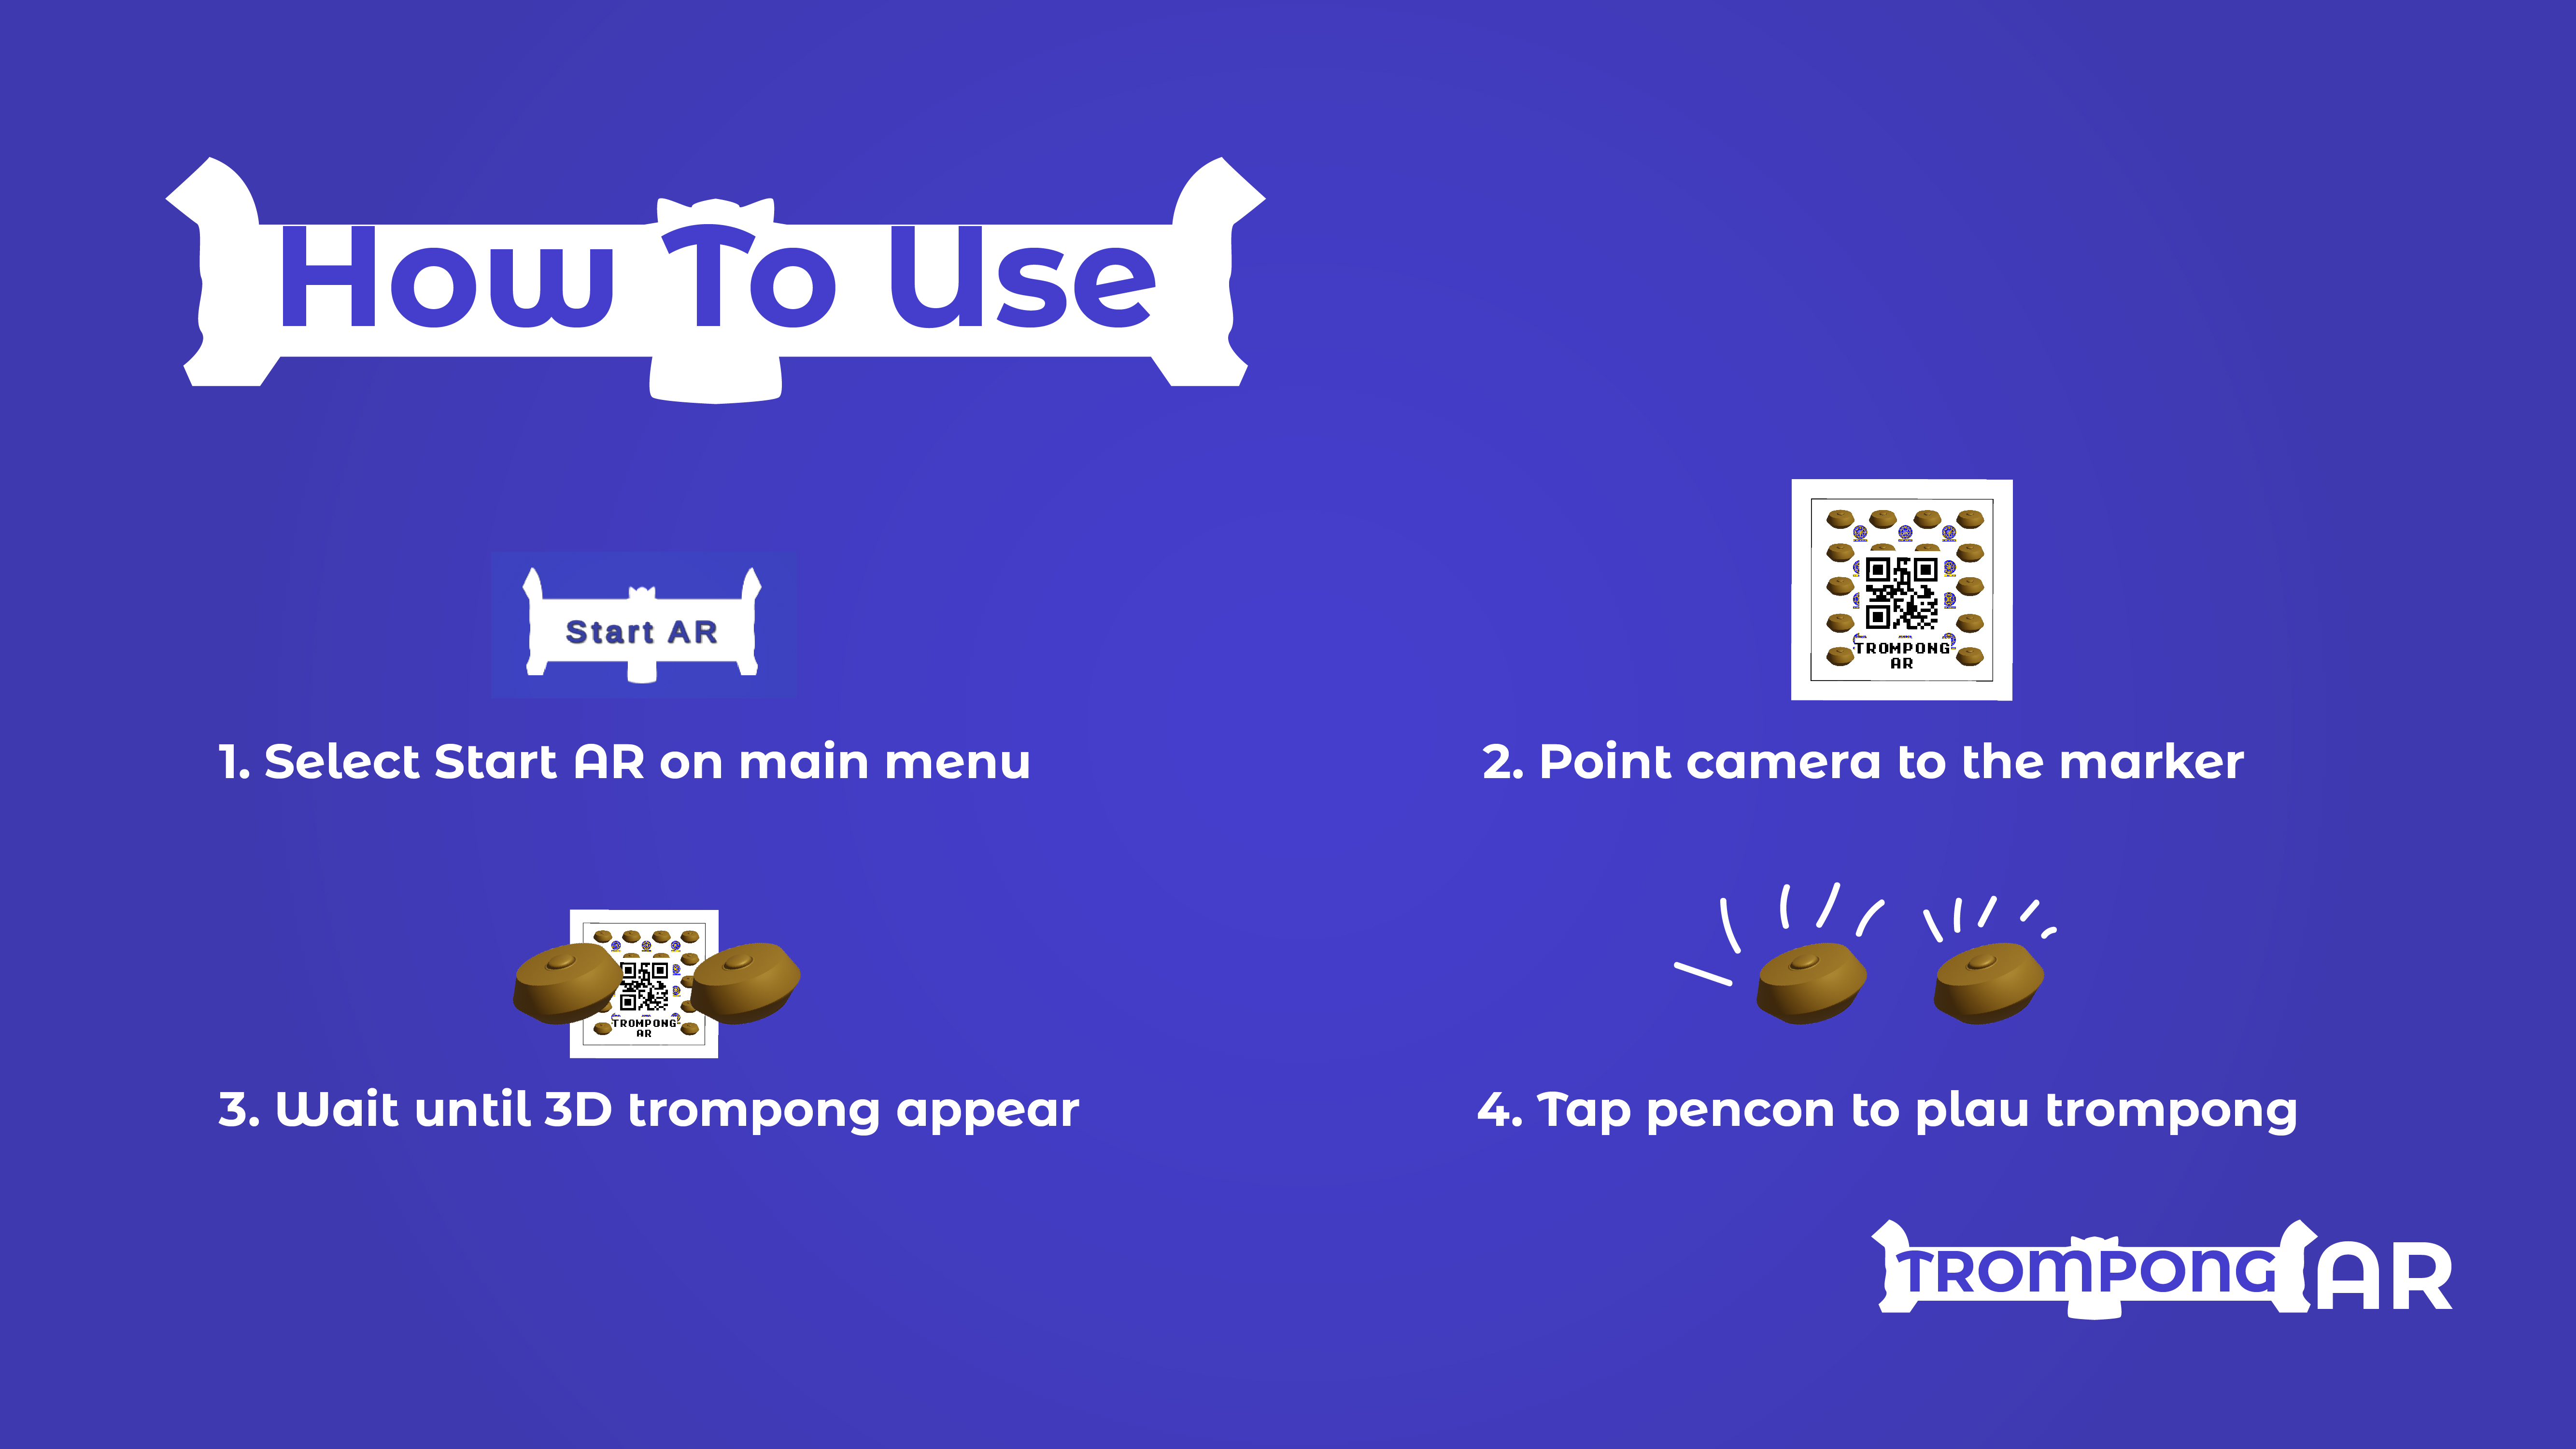 How To Use
Start AR
TROMPONG
AR
1. Select Start AR on main menu
2. Point camera to the marker
TROMPONG
AR
3. Wait until 3D trompong appear
4. Tap pencon to plau trompong
TROMPONG AR